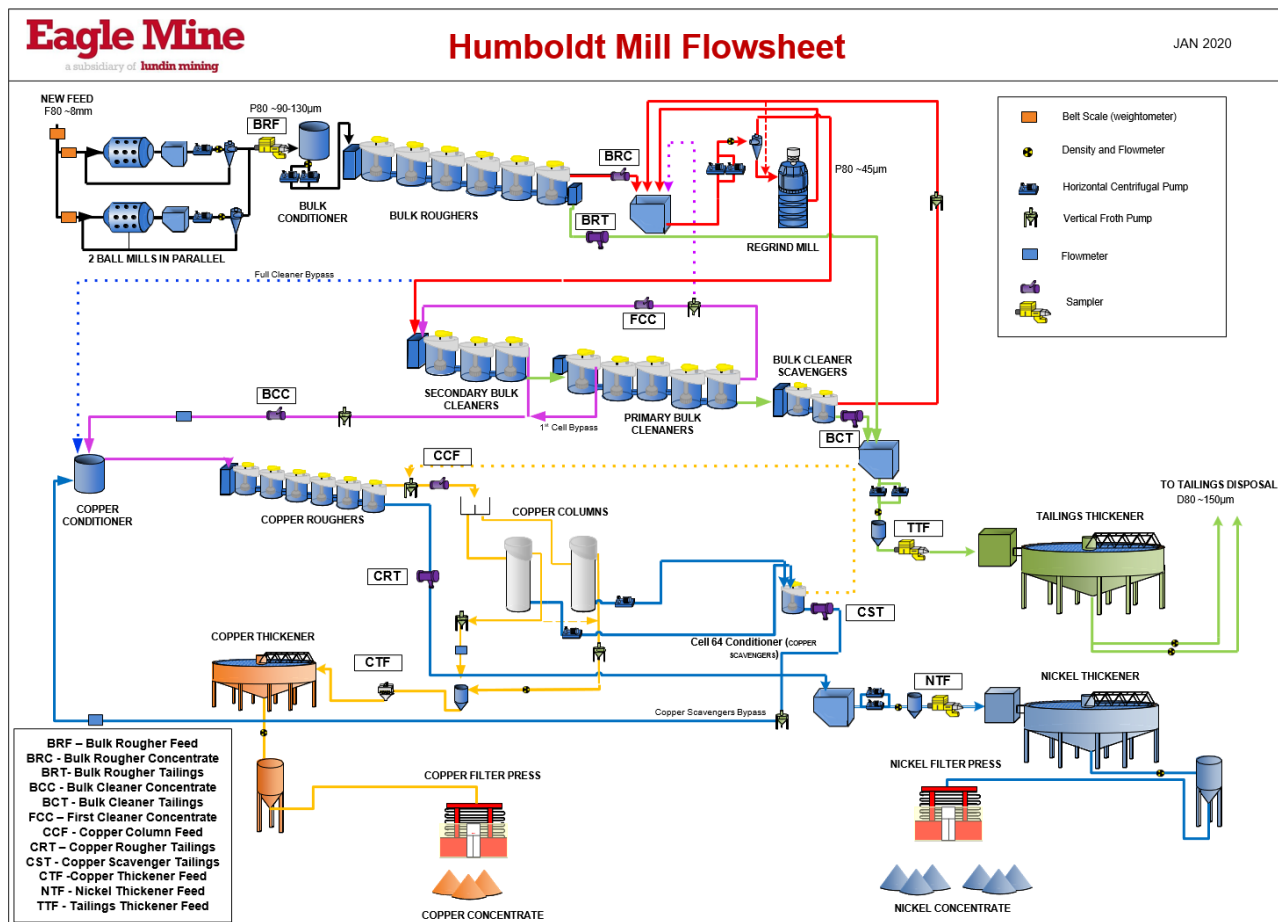 Eagle Mine
a subsidiary of lundin mining
Humboldt Mill Flowsheet
JAN 2020
NEW FEED
F80 ~8mm
P80 ~90-130µm
BRF
BULK
CONDITIONER
2 BALL MILLS IN PARALLEL
BULK ROUGHERS
BRC
BRT
P80 ~45µm
REGRIND MILL
Belt Scale (weightometer)
Density and Flowmeter
Horizontal Centrifugal Pump
Vertical Froth Pump
Flowmeter
Sampler
Full Cleaner Bypass
FCC
SECONDARY BULK
CLEANERS
PRIMARY BULK
CLENANERS
BULK CLEANER
SCAVENGERS
BCC
1st Cell Bypass
BCT
COPPER
CONDITIONER
COPPER ROUGHERS
CCF
COPPER COLUMNS
CRT
TTF
TAILINGS THICKENER
TO TAILINGS DISPOSAL
D80 ~150µm
CST
Cell 64 Conditioner (COPPER
SCAVENGERS)
COPPER THICKENER
CTF
Copper Scavengers Bypass
NTF
NICKEL THICKENER
BRF – Bulk Rougher Feed
BRC - Bulk Rougher Concentrate
BRT- Bulk Rougher Tailings
BCC - Bulk Cleaner Concentrate
BCT - Bulk Cleaner Tailings
FCC – First Cleaner Concentrate
CCF - Copper Column Feed
CRT – Copper Rougher Tailings
CST - Copper Scavenger Tailings
CTF -Copper Thickener Feed
NTF - Nickel Thickener Feed
TTF - Tailings Thickener Feed
COPPER FILTER PRESS
COPPER CONCENTRATE
NICKEL FILTER PRESS
NICKEL CONCENTRATE